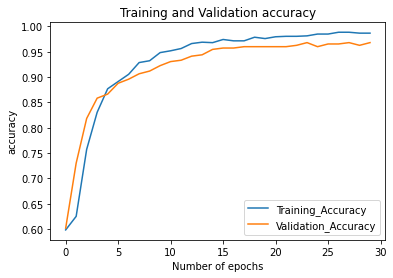 Training and Validation accuracy
1.00
0.95
0.90
0.85
0.80
0.75
0.70
0.65
0.60
accuracy
Training_Accuracy
Validation_Accuracy
0 5 10 15 20 25 30
Number of epochs